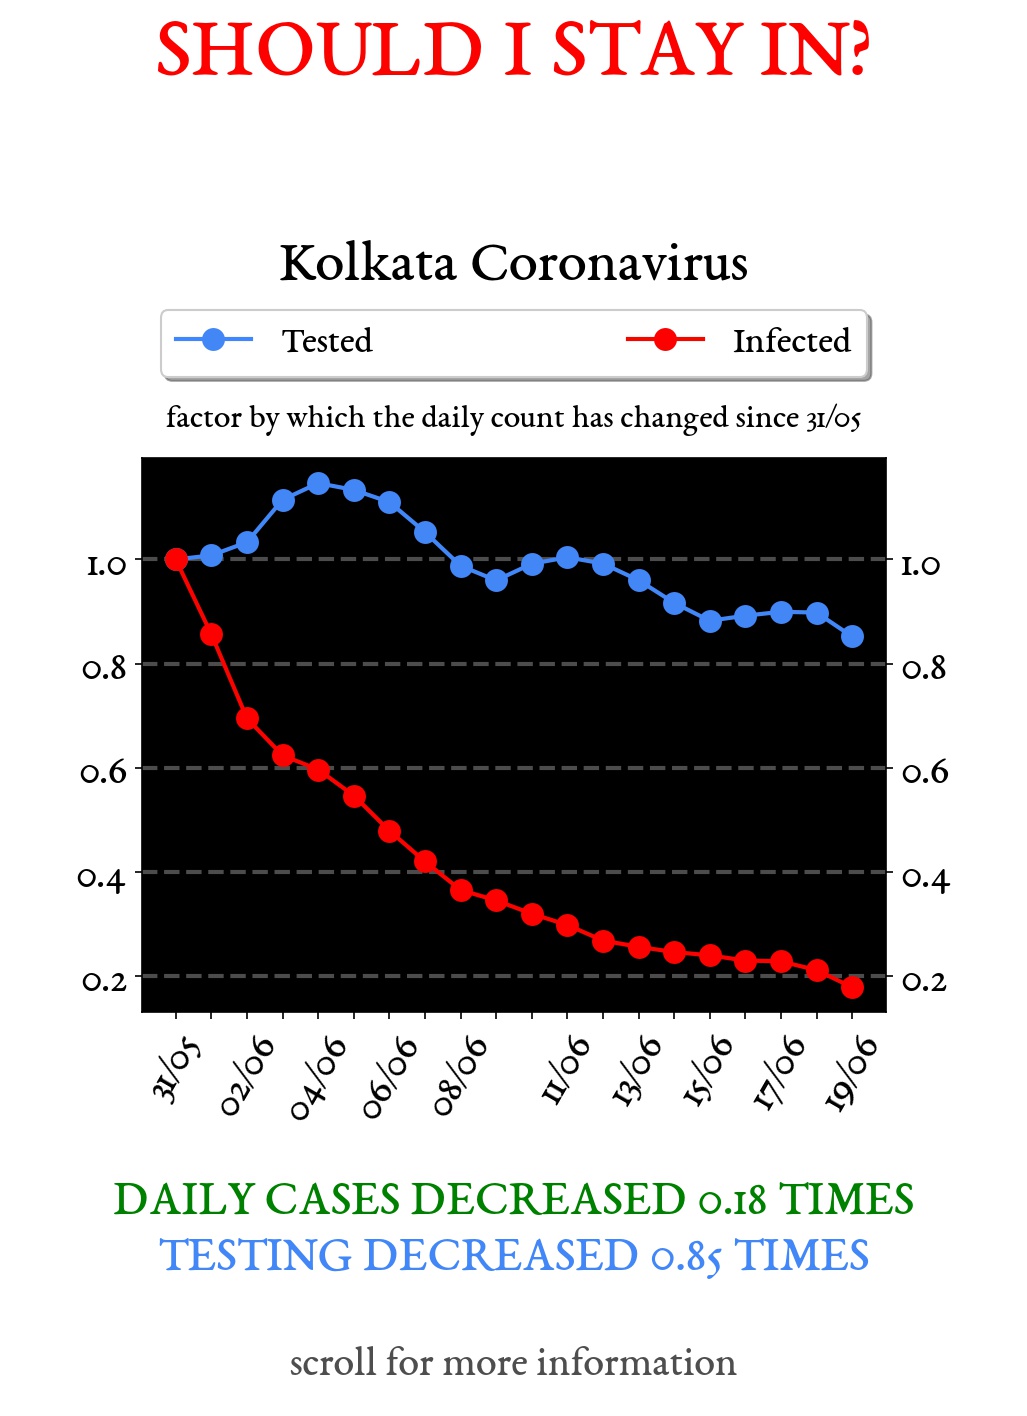 SHOULD I STAY IN?
Kolkata Coronavirus
Tested Infected
factor by which the daily count has changed since 31/05
1.0 1.0
0.8 0.8
0.6 0.6
0.4 0.4
0.2 0.2
31/05 02/06 04/06 06/06 08/06 11/06 13/06 15/06 17/06 19/06
DAILY CASES DECREASED 0.18 TIMES
TESTING DECREASED 0.85 TIMES
scroll for more information